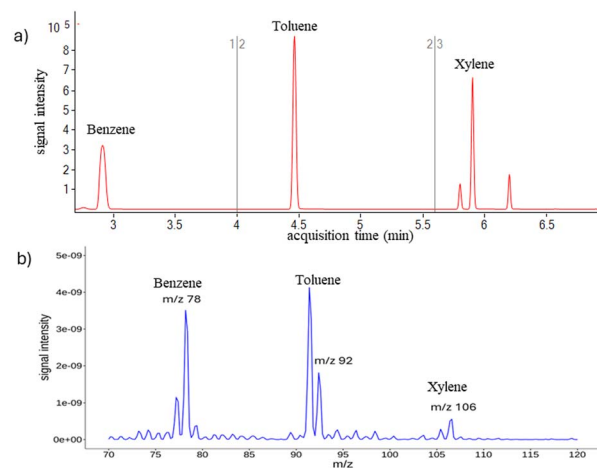 a)
10 5
Toluene
1 2
2 3
8
7
6
5
4
3
2
1
signal intensity
Benzene
Xylene
3
3.5
4
4.5
5
5.5
6
6.5
acquisition time (min)
b)
5e-09
4e-09
3e-09
2e-09
1e-09
0e+00
signal intensity
Benzene
m/z 78
Toluene
m/z 92
Xylene
m/z 106
70
75
80
85
90
95
100
105
110
115
120
m/z